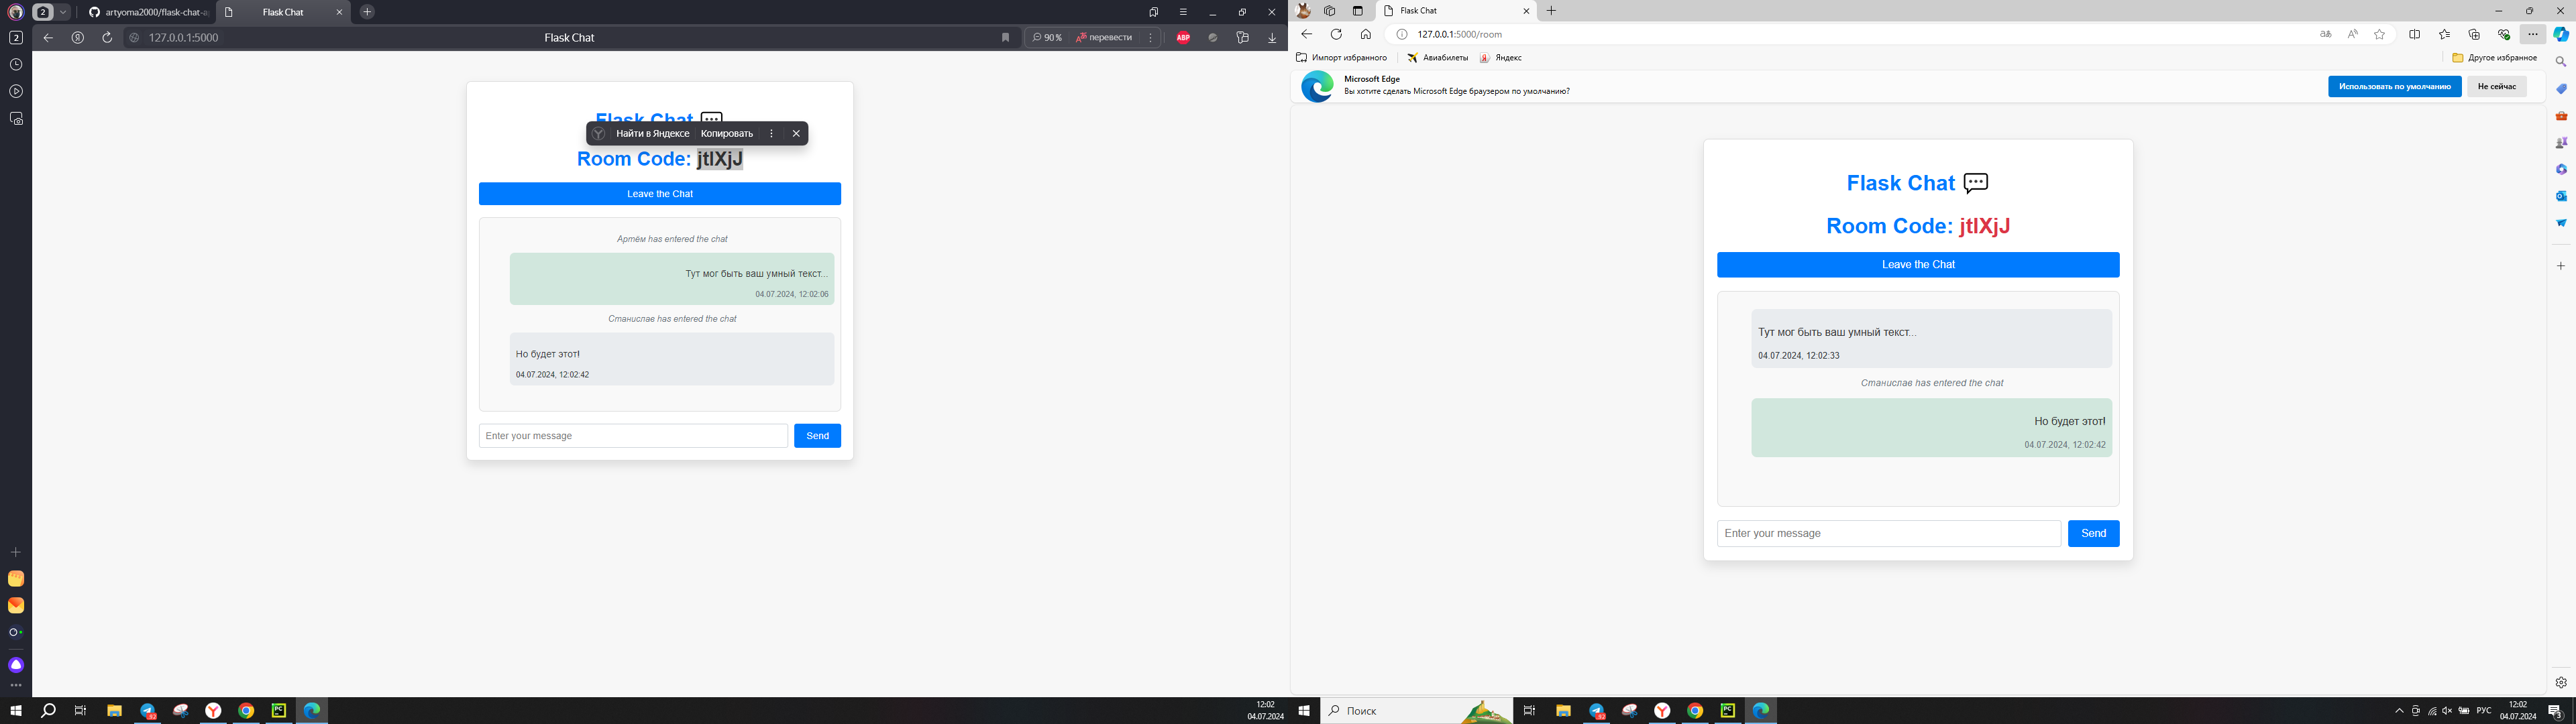 2
artyoma2000/flask-chat-a
Flask Chat
2
127.0.0.1:5000
Flask Chat
90 %
перевести
ABP
Flask Chat
Найти в Яндексе
Копировать
Room Code: jtIXjJ
Leave the Chat
Артём has entered the chat
Тут мог быть ваш умный текст...
04.07.2024, 12:02:06
Станислав has entered the chat
Но будет этот!
04.07.2024, 12:02:42
Enter your message
Send
12:02
04.07.2024
Flask Chat
127.0.0.1:5000/room
Импорт избранного
Авиабилеты
Яндекс
Другое избранное
Microsoft Edge
Вы хотите сделать Microsoft Edge браузером по умолчанию?
Использовать по умолчанию
Не сейчас
Flask Chat
Room Code: jtIXjJ
Leave the Chat
Тут мог быть ваш умный текст...
04.07.2024, 12:02:33
Станислав has entered the chat
Но будет этот!
04.07.2024, 12:02:42
Enter your message
Send
Поиск
РУС
12:02
04.07.2024